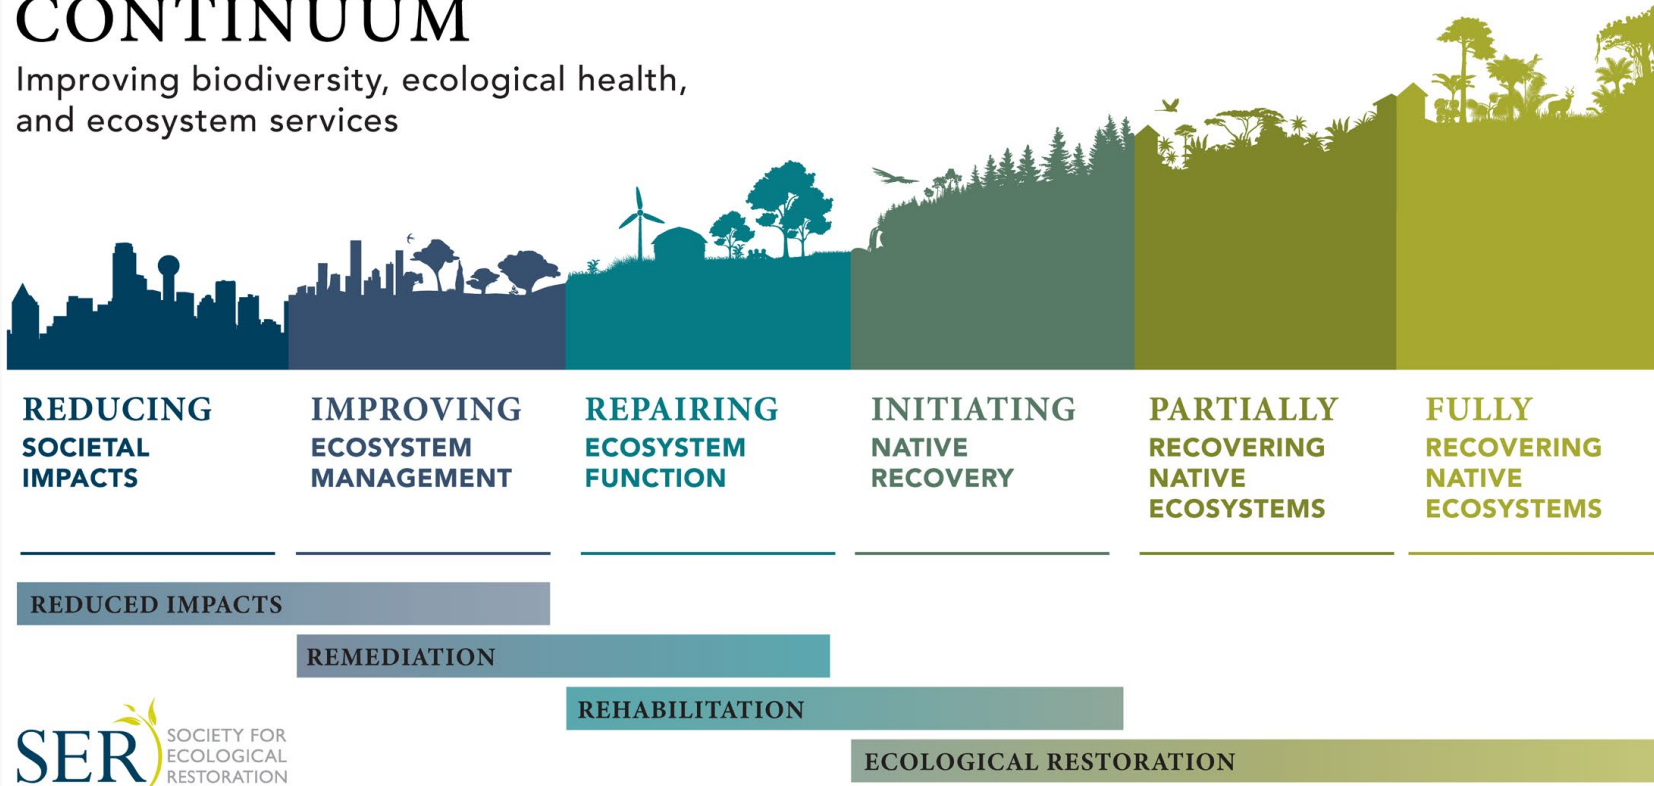 CONTINUUM
Improving biodiversity, ecological health,
and ecosystem services
REDUCING
SOCIETAL
IMPACTS
IMPROVING
ECOSYSTEM
MANAGEMENT
REPAIRING
ECOSYSTEM
FUNCTION
INITIATING
NATIVE
RECOVERY
PARTIALLY
RECOVERING
NATIVE
ECOSYSTEMS
FULLY
RECOVERING
NATIVE
ECOSYSTEMS
REDUCED IMPACTS
REMEDIATION
REHABILITATION
ECOLOGICAL RESTORATION
SER
SOCIETY FOR
ECOLOGICAL
RESTORATION